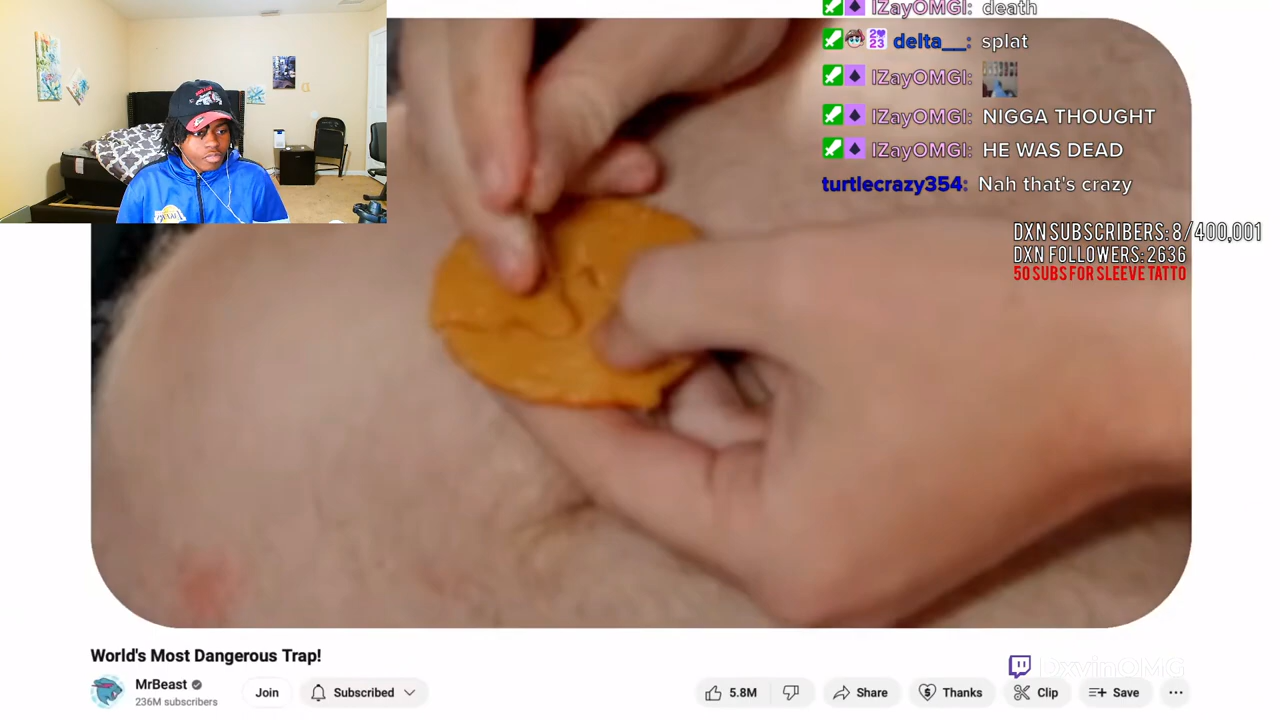 IZayOMGI: death
delta__: splat
IZayOMGI:
IZayOMGI: NIGGA THOUGHT
IZayOMGI: HE WAS DEAD
turtlecrazy354: Nah that's crazy
DXN SUBSCRIBERS: 8/400,001
DXN FOLLOWERS: 2636
50 SUBS FOR SLEEVE TATTO
World's Most Dangerous Trap!
MrBeast
236M subscribers
Join
Subscribed
5.8M
Share
Thanks
Clip
Save
DxvinOMG